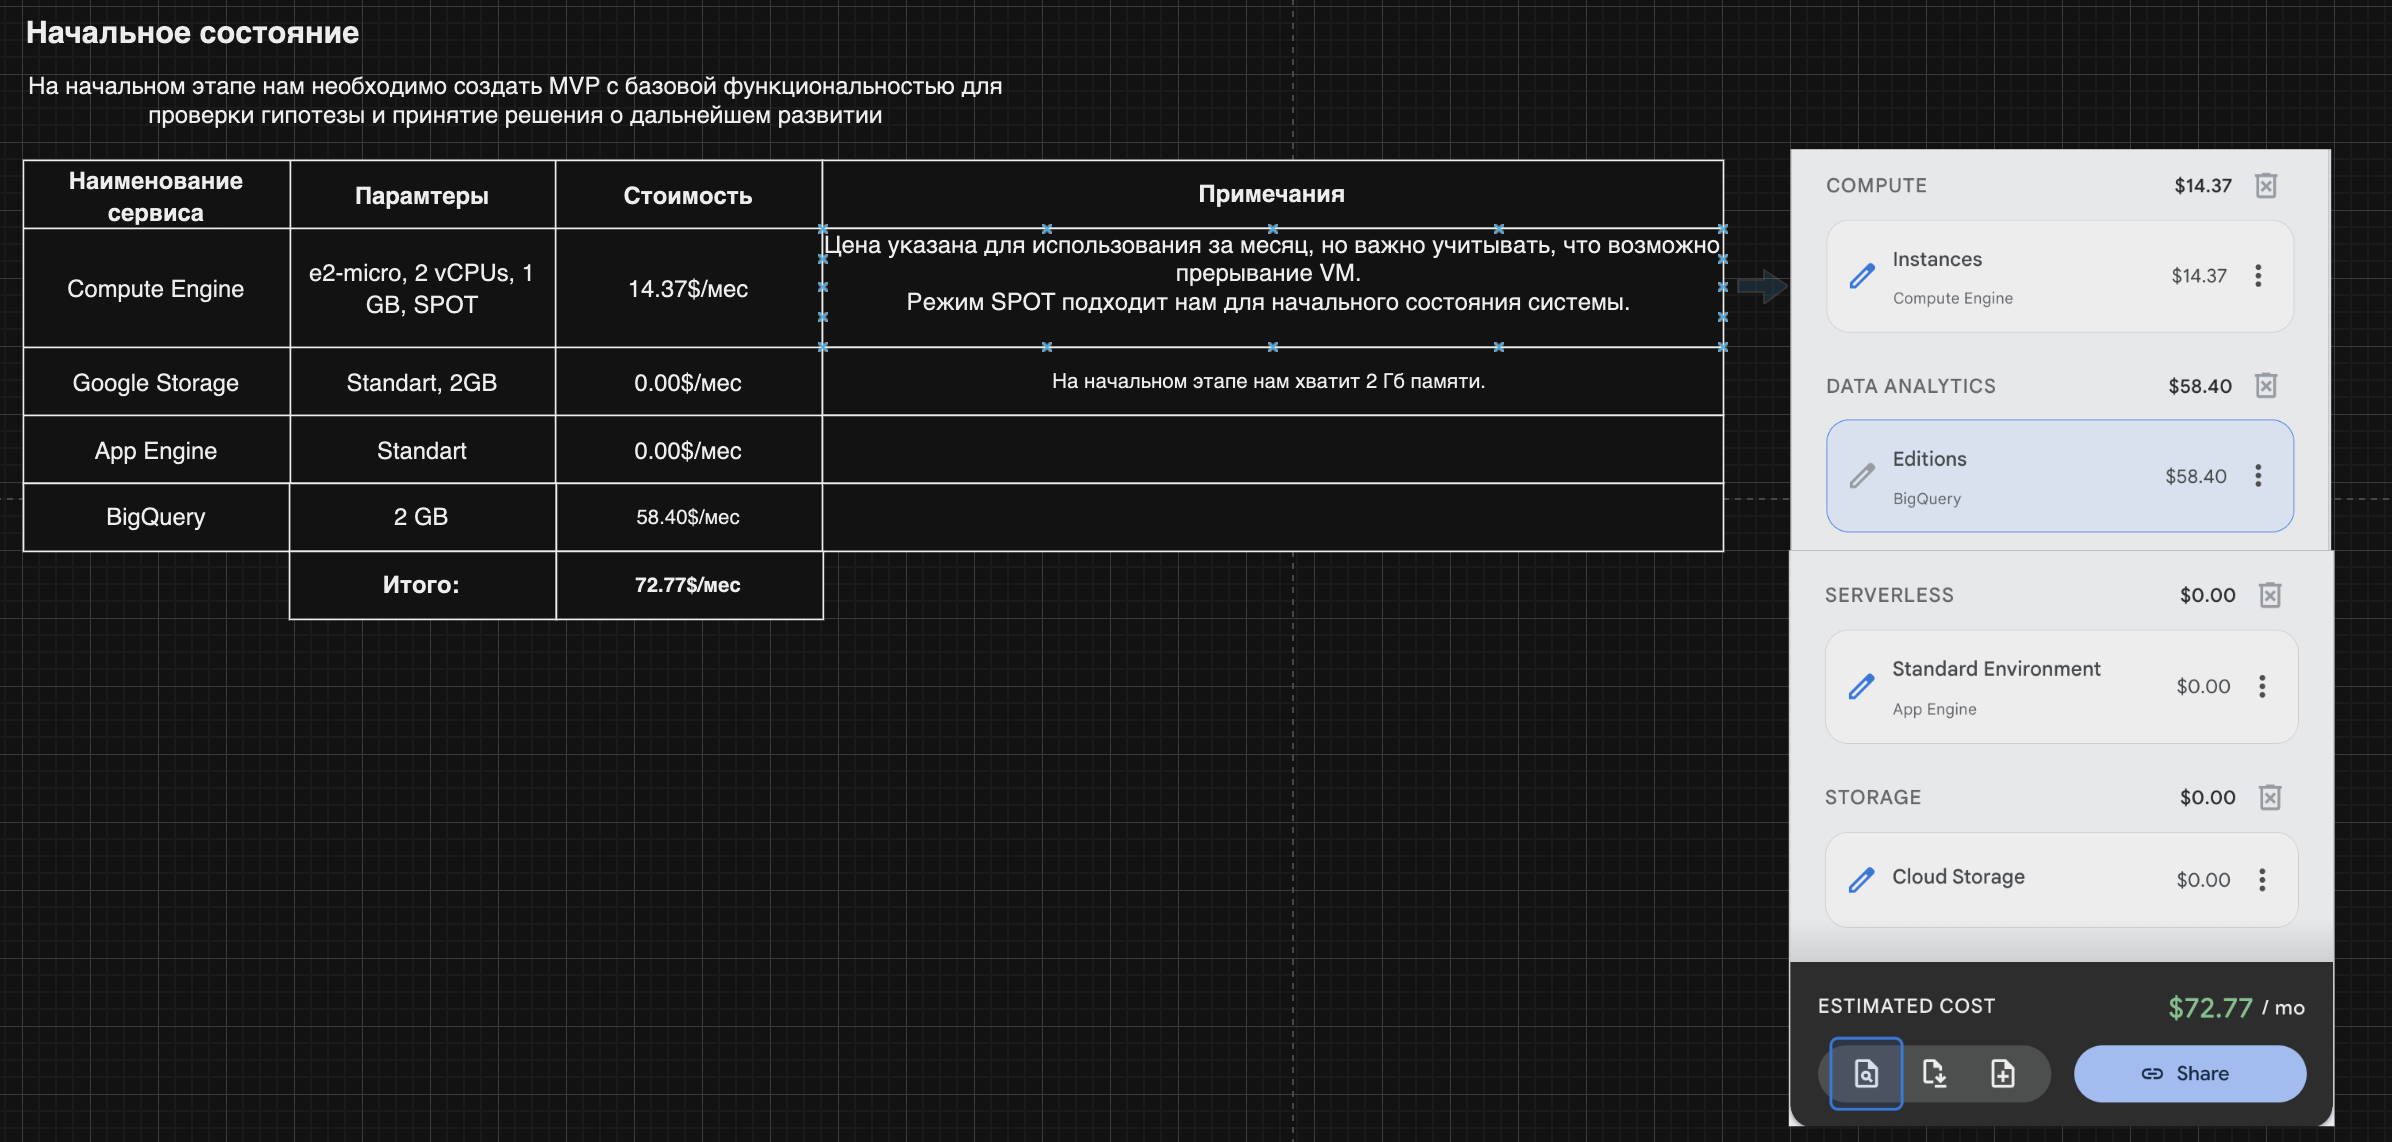 Начальное состояние
На начальном этапе нам необходимо создать MVP с базовой функциональностью для
проверки гипотезы и принятие решения о дальнейшем развитии
Наименование
сервиса
Парамтеры
Стоимость
Примечания
Compute Engine
e2-micro, 2 vCPUs, 1
GB, SPOT
14.37$/мес
Цена указана для использования за месяц, но важно учитывать, что возможно
прерывание VM.
Режим SPOT подходит нам для начального состояния системы.
Google Storage
Standart, 2GB
0.00$/мес
На начальном этапе нам хватит 2 Гб памяти.
App Engine
Standart
0.00$/мес
BigQuery
2 GB
58.40$/мес
Итого:
72.77$/мес
COMPUTE
$14.37
Instances
Compute Engine
$14.37
DATA ANALYTICS
$58.40
Editions
BigQuery
$58.40
SERVERLESS
$0.00
Standard Environment
App Engine
$0.00
STORAGE
$0.00
Cloud Storage
$0.00
ESTIMATED COST
$72.77 / mo
Share